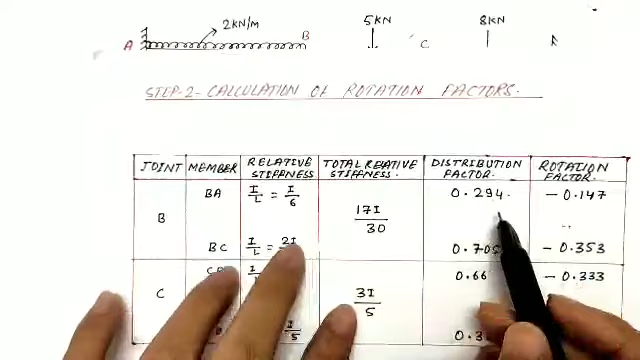 2KN/M 5KN 8KN
A B C
STEP-2- CALCULATION OF ROTATION FACTORS.
JOINT MEMBER RELATIVE STIFFNESS TOTAL RELATIVE STIFFNESS. DISTRIBUTION FACTOR. ROTATION FACTOR.
B BA I/L = I/6 17I/30 0.294. -0.147
BC I/L = 2I 0.705 -0.353
C 3I/5 0.66 -0.333
I/5 0.3